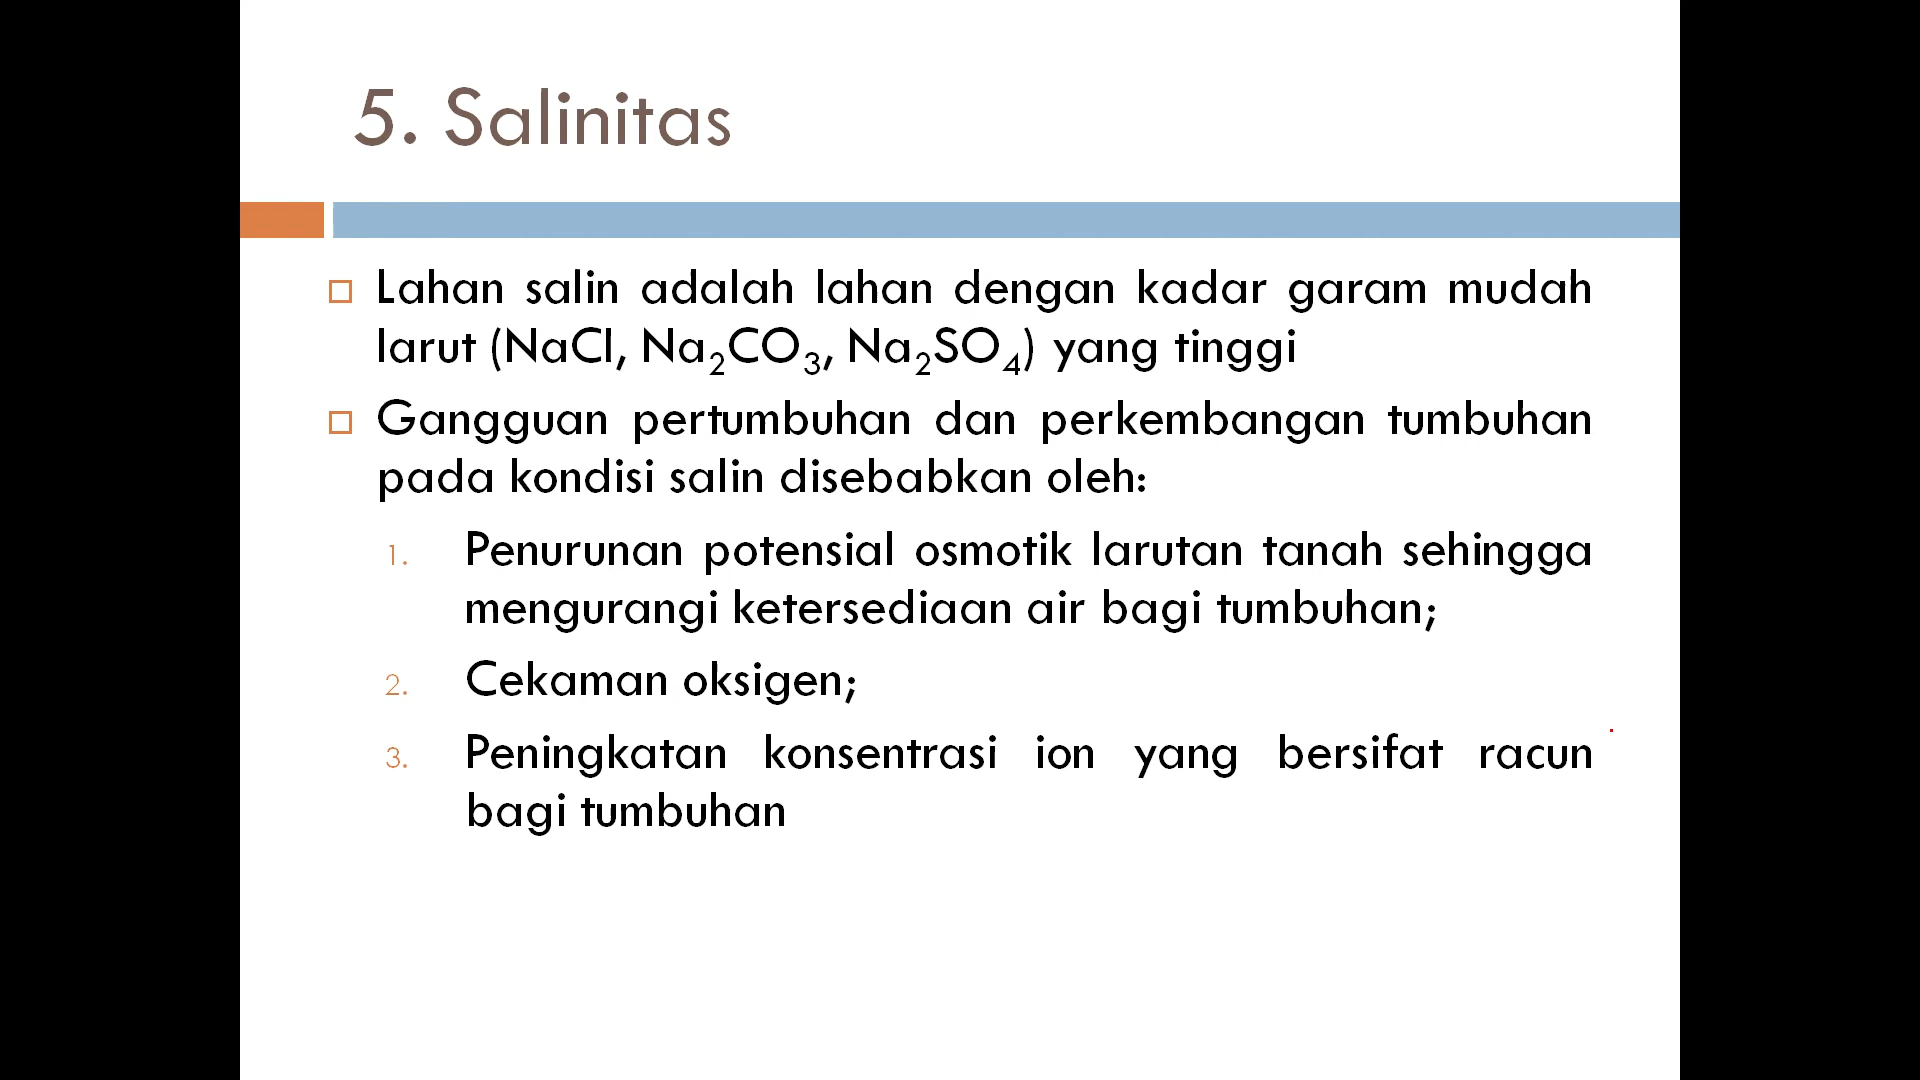 5. Salinitas
Lahan salin adalah lahan dengan kadar garam mudah
larut (NaCl, Na₂CO₃, Na₂SO₄) yang tinggi
Gangguan pertumbuhan dan perkembangan tumbuhan
pada kondisi salin disebabkan oleh:
1. Penurunan potensial osmotik larutan tanah sehingga
mengurangi ketersediaan air bagi tumbuhan;
2. Cekaman oksigen;
3. Peningkatan konsentrasi ion yang bersifat racun
bagi tumbuhan